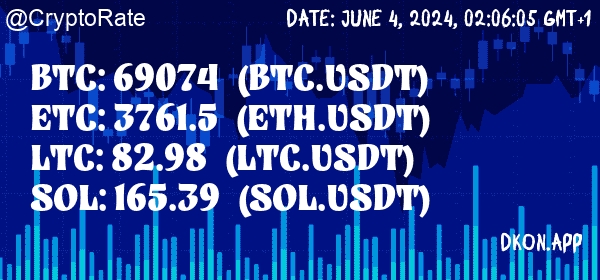 @CryptoRate
DATE: JUNE 4, 2024, 02:06:05 GMT+1
BTC: 69074 (BTC.USDT)
ETC: 3761.5 (ETH.USDT)
LTC: 82.98 (LTC.USDT)
SOL: 165.39 (SOL.USDT)
DKON.APP